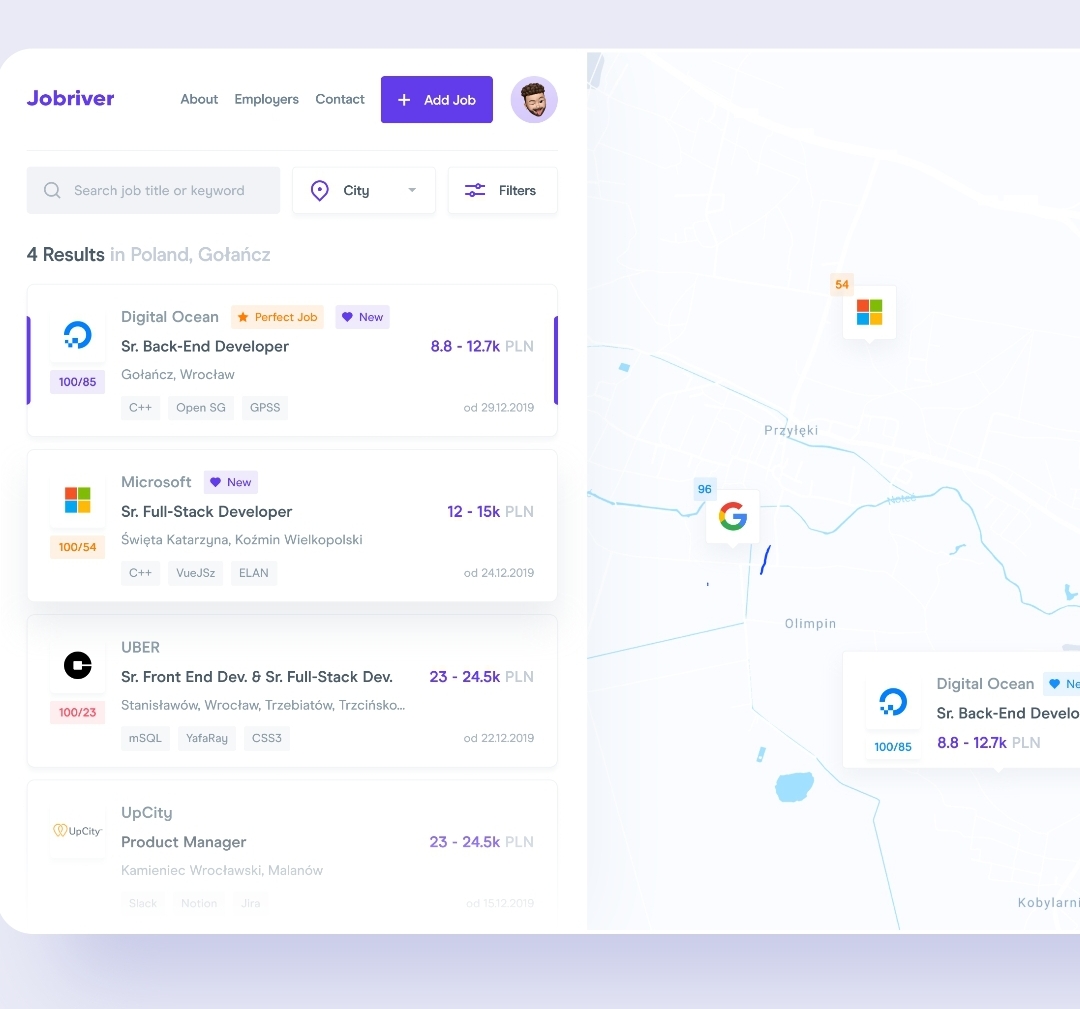 Jobriver
About
Employers
Contact
+ Add Job
Search job title or keyword
City
Filters
4 Results in Poland, Gołańcz
Digital Ocean
Perfect Job
New
Sr. Back-End Developer
8.8 - 12.7k PLN
100/85
Gołańcz, Wrocław
C++
Open SG
GPSS
od 29.12.2019
Microsoft
New
Sr. Full-Stack Developer
12 - 15k PLN
100/54
Święta Katarzyna, Koźmin Wielkopolski
C++
VueJSz
ELAN
od 24.12.2019
UBER
Sr. Front End Dev. & Sr. Full-Stack Dev.
23 - 24.5k PLN
100/23
Stanisławów, Wrocław, Trzebiatów, Trzcińsko...
mSQL
YafaRay
CSS3
od 22.12.2019
UpCity
UpCity
Product Manager
23 - 24.5k PLN
Kamieniec Wrocławski, Malanów
Slack
Notion
Jira
od 15.12.2019
54
Przyłęki
96
Noteć
Olimpin
Digital Ocean
Ne
Sr. Back-End Develo
100/85
8.8 - 12.7k PLN
Kobylarni